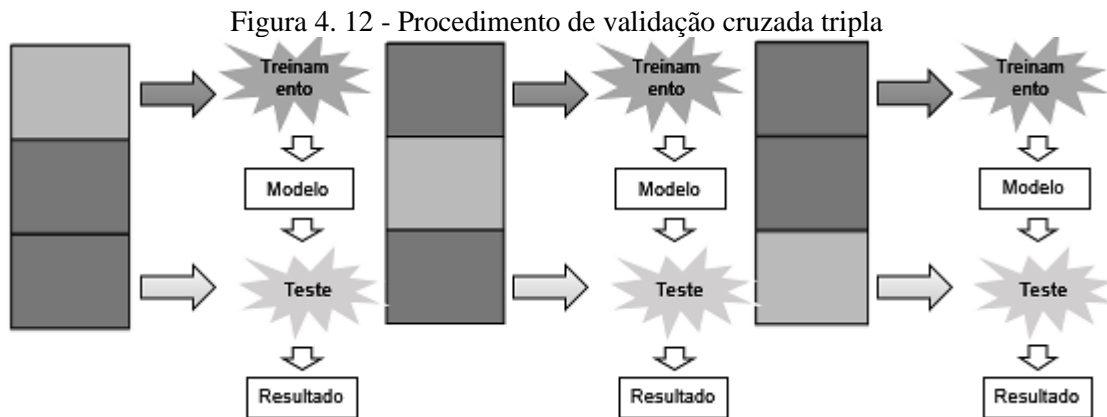 Figura 4. 12 - Procedimento de validação cruzada tripla
Treinam
ento
Modelo
Teste
Resultado
Treinam
ento
Modelo
Teste
Resultado
Treinam
ento
Modelo
Teste
Resultado